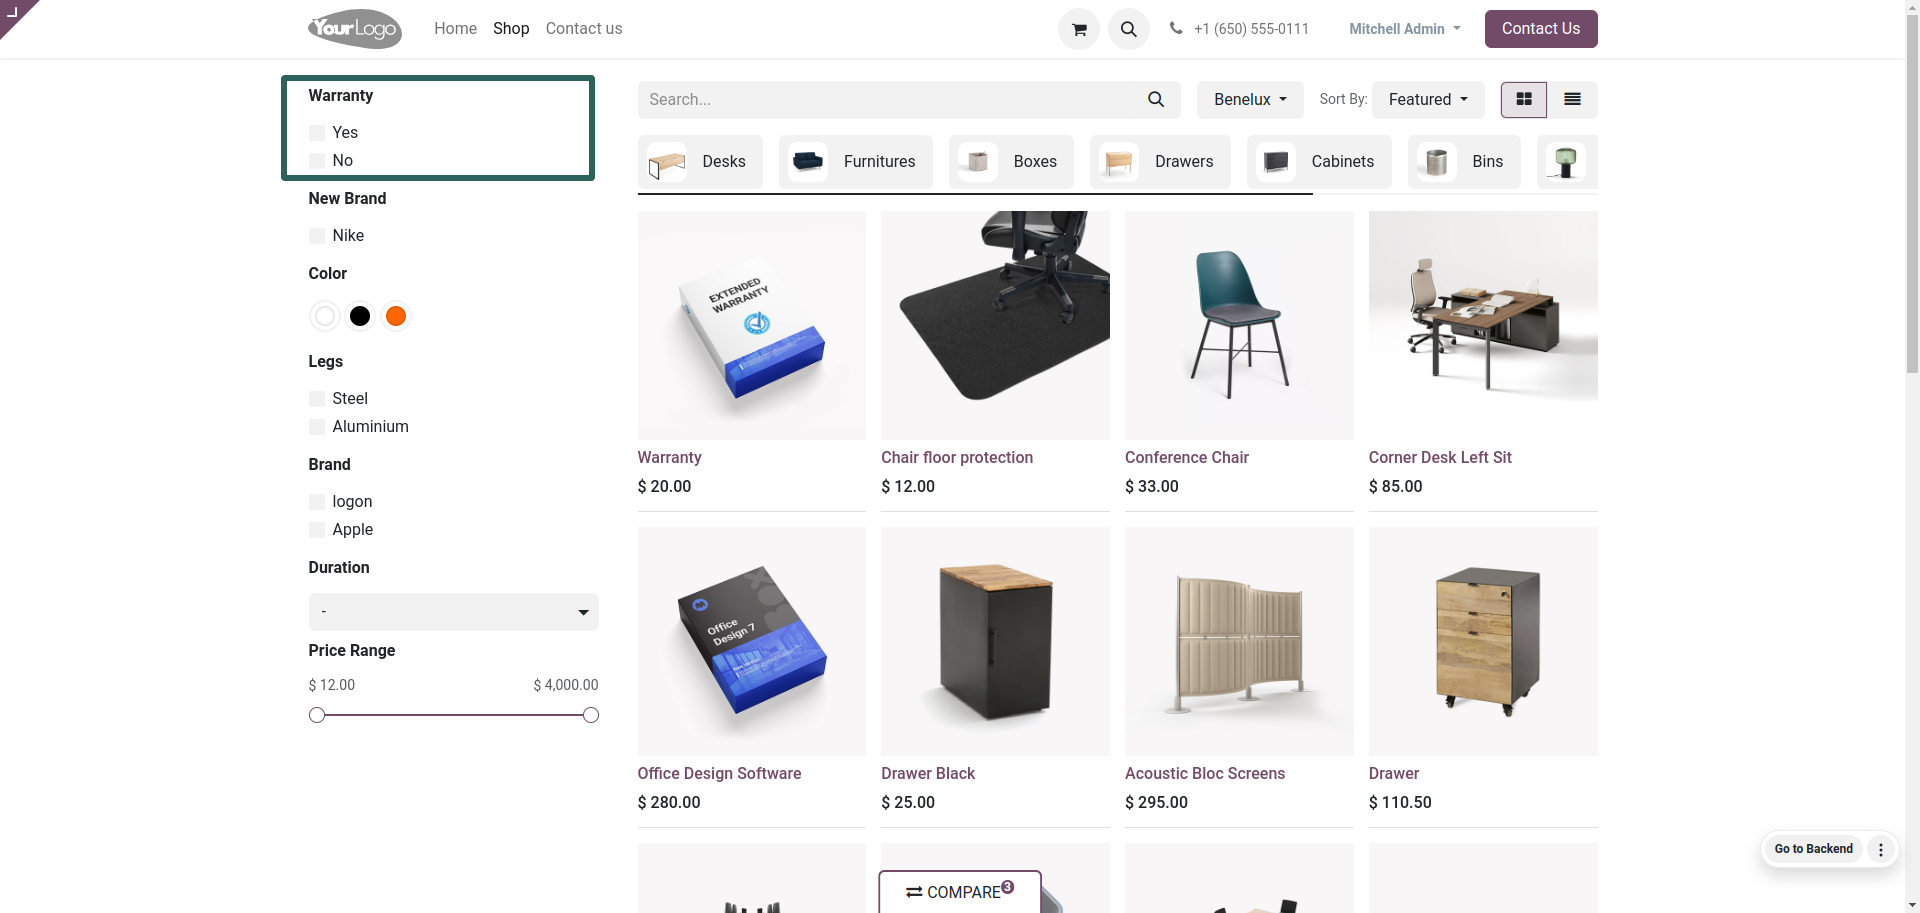 YourLogo
Home Shop Contact us
+1 (650) 555-0111
Mitchell Admin
Contact Us
Warranty
Yes
No
New Brand
Nike
Color
Legs
Steel
Aluminium
Brand
logon
Apple
Duration
-
Price Range
$ 12.00 $ 4,000.00
Search...
Benelux
Sort By: Featured
Desks Furnitures Boxes Drawers Cabinets Bins
EXTENDED
WARRANTY
Warranty Chair floor protection Conference Chair Corner Desk Left Sit
$ 20.00 $ 12.00 $ 33.00 $ 85.00
Office
Design 7
Office Design Software Drawer Black Acoustic Bloc Screens Drawer
$ 280.00 $ 25.00 $ 295.00 $ 110.50
Go to Backend
COMPARE 3